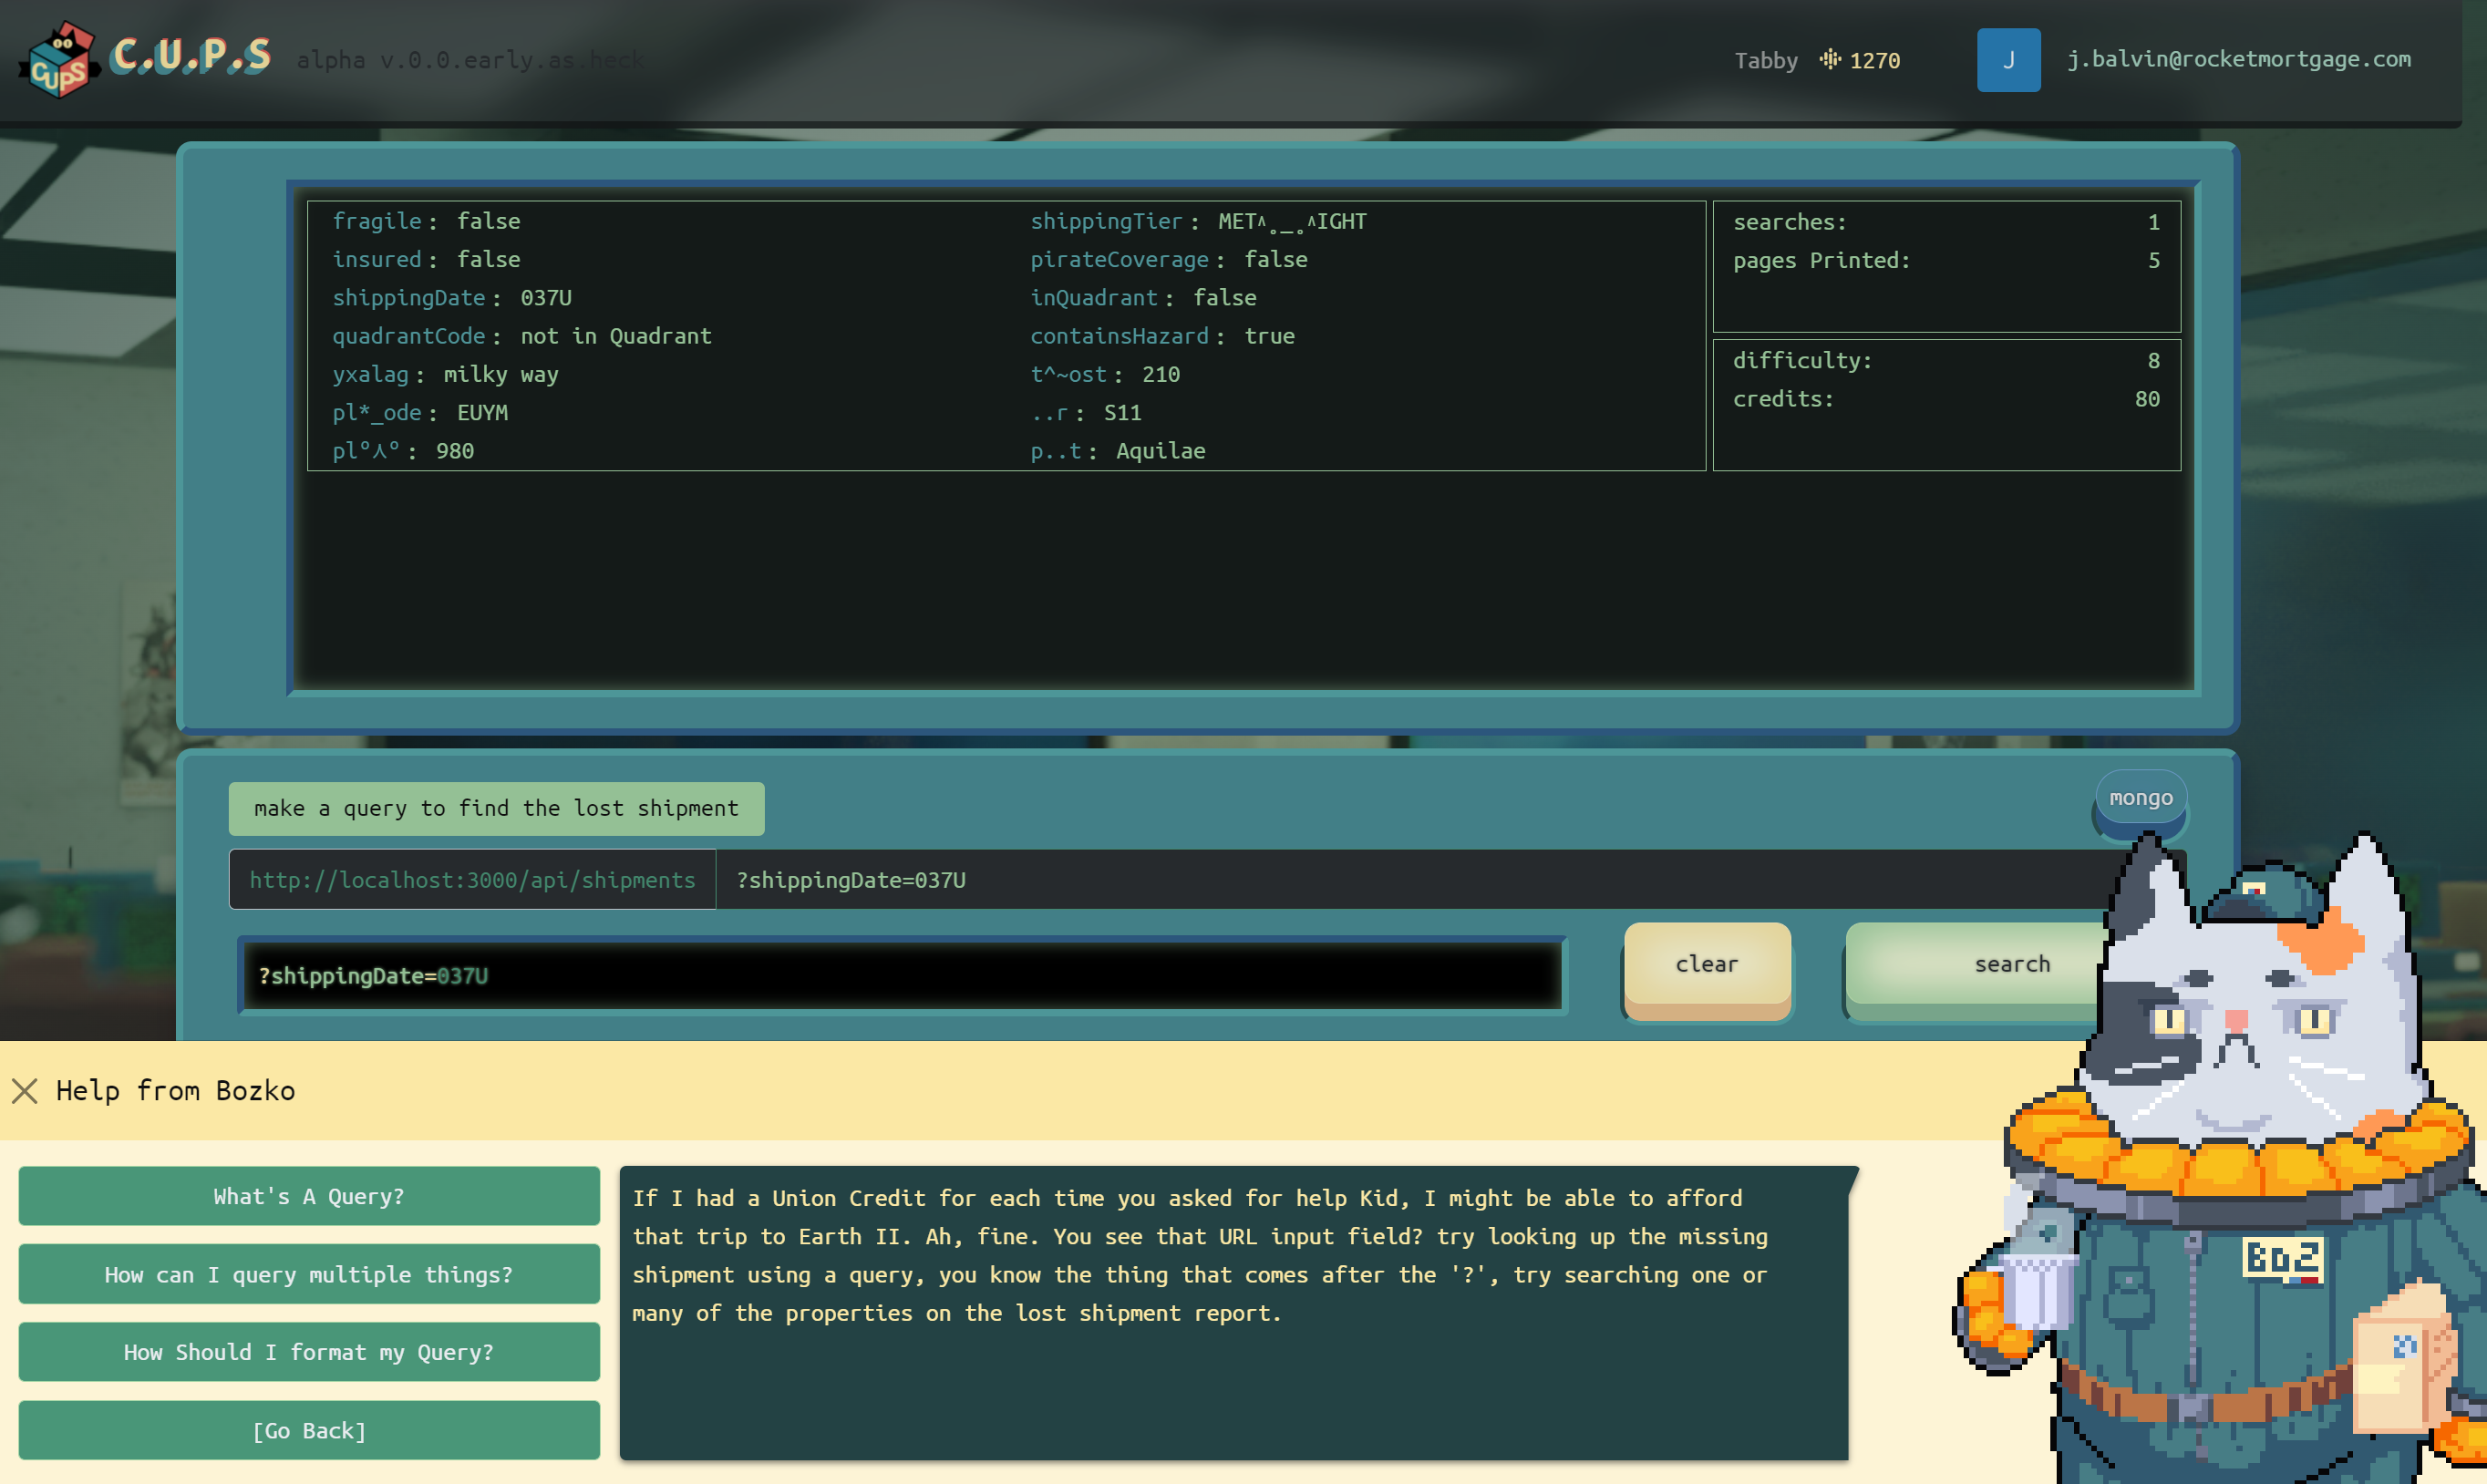 CUPS
C.U.P.S
alpha v.0.0.early.as.heck
Tabby 1270
J
j.balvin@rocketmortgage.com
fragile: false
shippingTier: MET^˳_˳^IGHT
insured: false
pirateCoverage: false
shippingDate: 037U
inQuadrant: false
quadrantCode: not in Quadrant
containsHazard: true
yxalag: milky way
t^~ost: 210
pl*_ode: EUYM
..r: S11
plº⅄º: 980
p..t: Aquilae
searches: 1
pages Printed: 5
difficulty: 8
credits: 80
make a query to find the lost shipment
mongo
http://localhost:3000/api/shipments
?shippingDate=037U
?shippingDate=037U
clear
search
Help from Bozko
What's A Query?
How can I query multiple things?
How Should I format my Query?
[Go Back]
If I had a Union Credit for each time you asked for help Kid, I might be able to afford
that trip to Earth II. Ah, fine. You see that URL input field? try looking up the missing
shipment using a query, you know the thing that comes after the '?', try searching one or
many of the properties on the lost shipment report.
BoZ